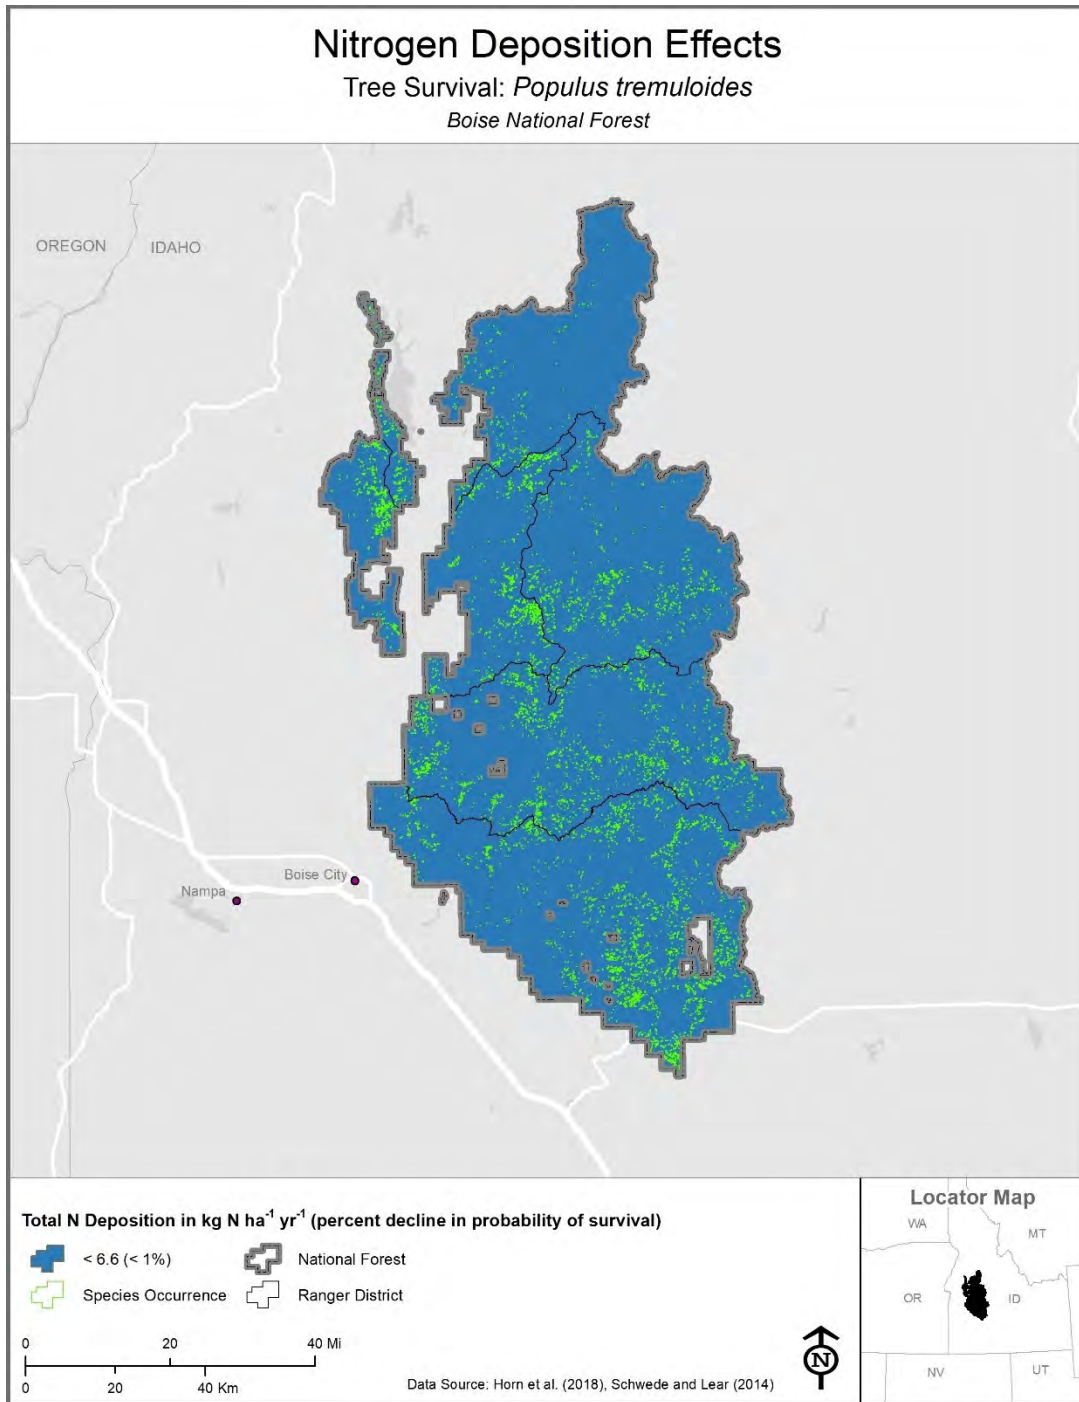 Nitrogen Deposition Effects
Tree Survival: Populus tremuloides
Boise National Forest
OREGON
IDAHO
Boise City
Nampa
Total N Deposition in kg N ha⁻¹ yr⁻¹ (percent decline in probability of survival)
< 6.6 (< 1%)
National Forest
Species Occurrence
Ranger District
0 20 40 Mi
0 20 40 Km
Data Source: Horn et al. (2018), Schwede and Lear (2014)
N
Locator Map
WA
MT
OR
ID
NV
UT